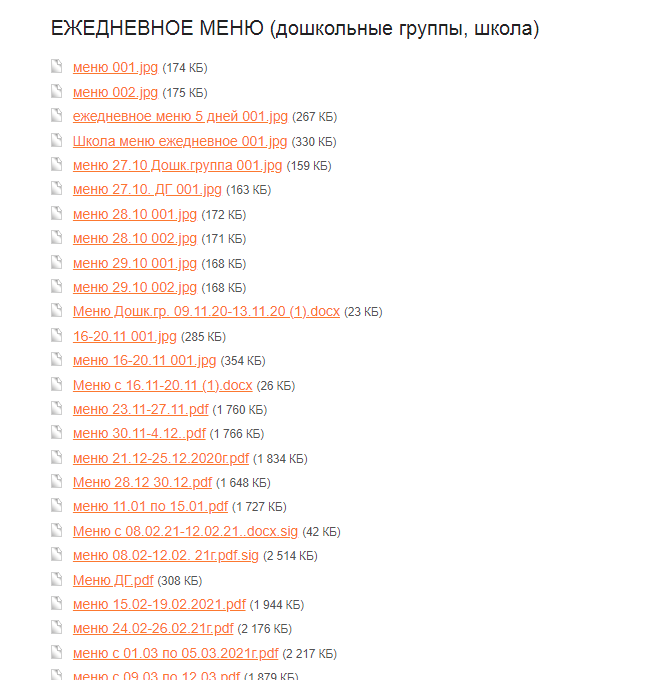 ЕЖЕДНЕВНОЕ МЕНЮ (дошкольные группы, школа)
меню 001.jpg (174 КБ)
меню 002.jpg (175 КБ)
ежедневное меню 5 дней 001.jpg (267 КБ)
Школа меню ежедневное 001.jpg (330 КБ)
меню 27.10 Дошк.группа 001.jpg (159 КБ)
меню 27.10. ДГ 001.jpg (163 КБ)
меню 28.10 001.jpg (172 КБ)
меню 28.10 002.jpg (171 КБ)
меню 29.10 001.jpg (168 КБ)
меню 29.10 002.jpg (168 КБ)
Меню Дошк.гр. 09.11.20-13.11.20 (1).docx (23 КБ)
16-20.11 001.jpg (285 КБ)
меню 16-20.11 001.jpg (354 КБ)
Меню с 16.11-20.11 (1).docx (26 КБ)
меню 23.11-27.11.pdf (1 760 КБ)
меню 30.11-4.12..pdf (1 766 КБ)
меню 21.12-25.12.2020г.pdf (1 834 КБ)
Меню 28.12 30.12.pdf (1 648 КБ)
меню 11.01 по 15.01.pdf (1 727 КБ)
Меню с 08.02.21-12.02.21..docx.sig (42 КБ)
меню 08.02-12.02. 21г.pdf.sig (2 514 КБ)
Меню ДГ.pdf (308 КБ)
меню 15.02-19.02.2021.pdf (1 944 КБ)
меню 24.02-26.02.21г.pdf (2 176 КБ)
меню с 01.03 по 05.03.2021г.pdf (2 217 КБ)
меню с 09.03 по 12.03.pdf (1 879 КБ)